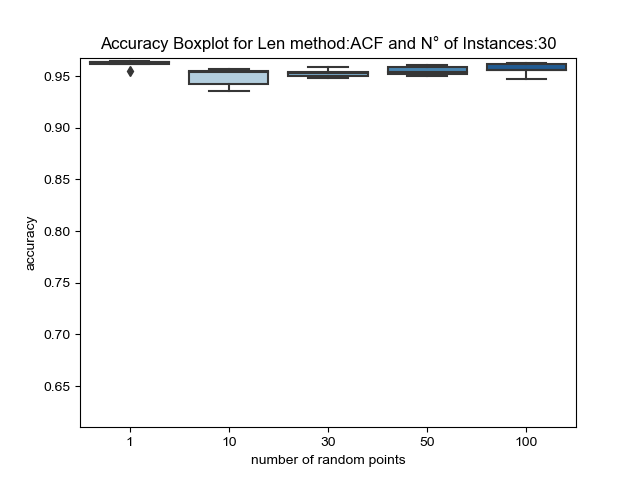 Accuracy Boxplot for Len method:ACF and N° of Instances:30
0.95
0.90
0.85
0.80
0.75
0.70
0.65
accuracy
1 10 30 50 100
number of random points